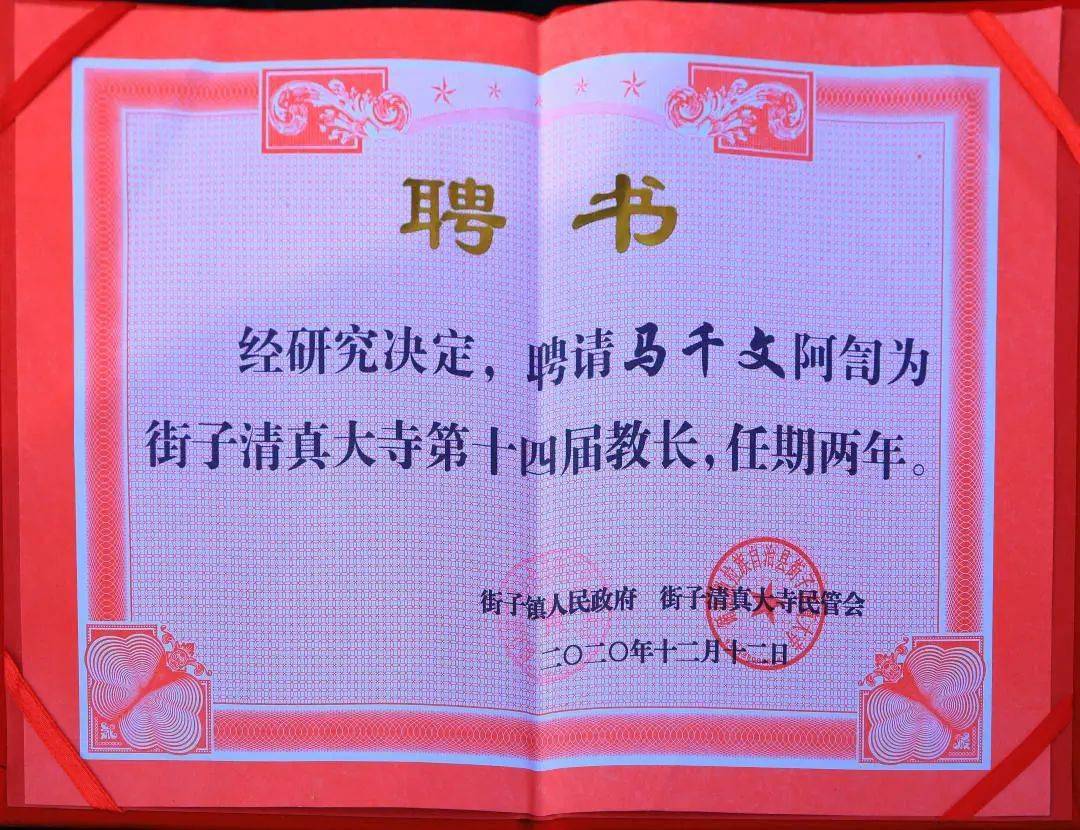 聘书
经研究决定，聘请马千文阿訇为
街子清真大寺第十四届教长，任期两年。
街子镇人民政府 街子清真大寺民管会
二〇二〇年十二月十二日